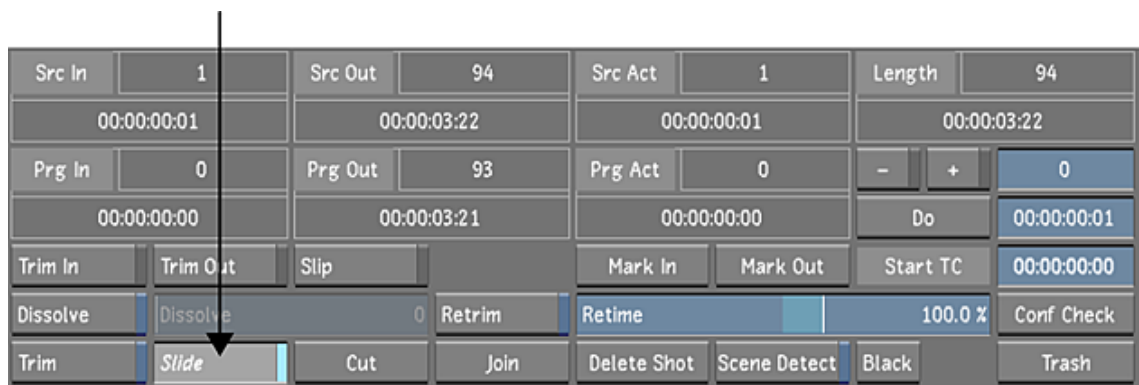 Src In 1 Src Out 94 Src Act 1 Length 94
00:00:00:01 00:00:03:22 00:00:00:01 00:00:03:22
Prg In 0 Prg Out 93 Prg Act 0 - + 0
00:00:00:00 00:00:03:21 00:00:00:00 Do 00:00:00:01
Trim In Trim Out Slip Mark In Mark Out Start TC 00:00:00:00
Dissolve Dissolve 0 Retrim Retime 100.0 % Conf Check
Trim Slide Cut Join Delete Shot Scene Detect Black Trash